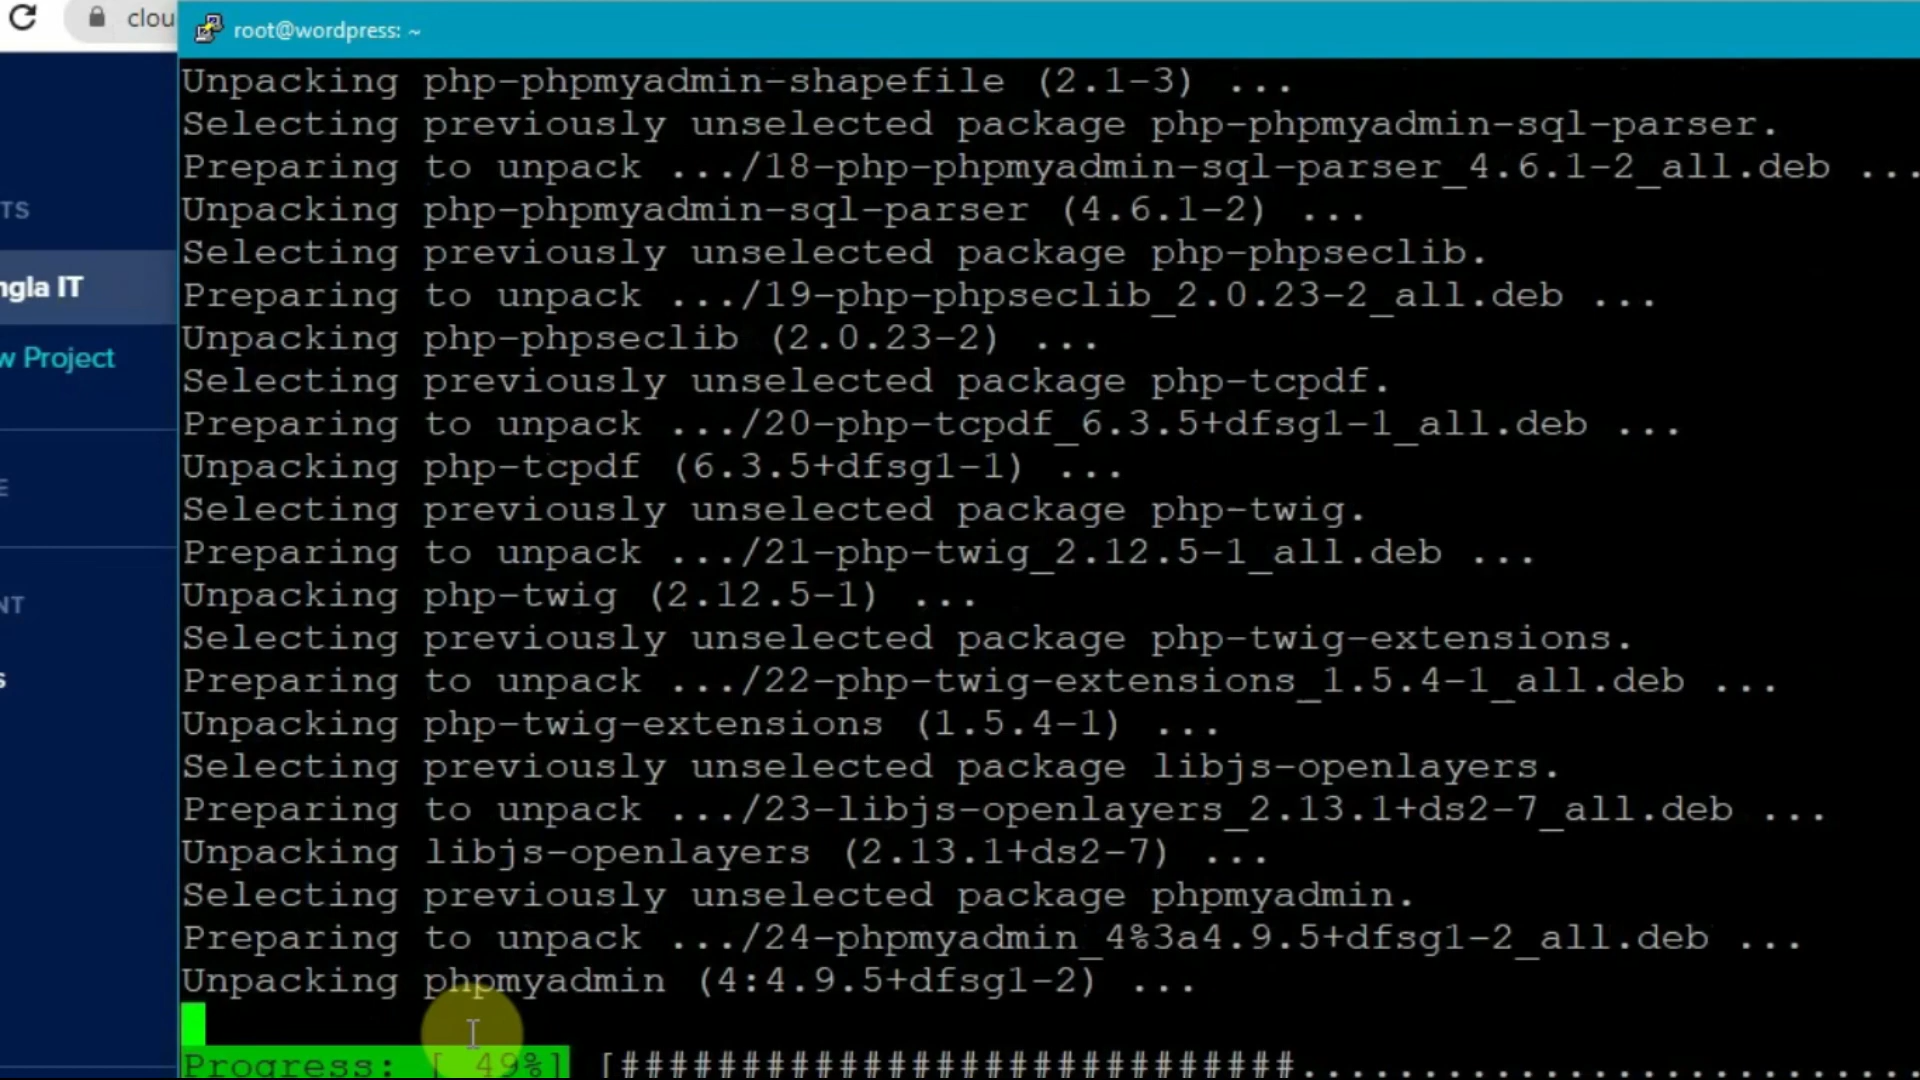 clou
root@wordpress: ~
Unpacking php-phpmyadmin-shapefile (2.1-3) ...
Selecting previously unselected package php-phpmyadmin-sql-parser.
Preparing to unpack .../18-php-phpmyadmin-sql-parser_4.6.1-2_all.deb ...
TS
Unpacking php-phpmyadmin-sql-parser (4.6.1-2) ...
Selecting previously unselected package php-phpseclib.
ngla IT
Preparing to unpack .../19-php-phpseclib_2.0.23-2_all.deb ...
Unpacking php-phpseclib (2.0.23-2) ...
w Project
Selecting previously unselected package php-tcpdf.
Preparing to unpack .../20-php-tcpdf_6.3.5+dfsg1-1_all.deb ...
Unpacking php-tcpdf (6.3.5+dfsg1-1) ...
E
Selecting previously unselected package php-twig.
Preparing to unpack .../21-php-twig_2.12.5-1_all.deb ...
Unpacking php-twig (2.12.5-1) ...
NT
Selecting previously unselected package php-twig-extensions.
Preparing to unpack .../22-php-twig-extensions_1.5.4-1_all.deb ...
s
Unpacking php-twig-extensions (1.5.4-1) ...
Selecting previously unselected package libjs-openlayers.
Preparing to unpack .../23-libjs-openlayers_2.13.1+ds2-7_all.deb ...
Unpacking libjs-openlayers (2.13.1+ds2-7) ...
Selecting previously unselected package phpmyadmin.
Preparing to unpack .../24-phpmyadmin_4%3a4.9.5+dfsg1-2_all.deb ...
Unpacking phpmyadmin (4:4.9.5+dfsg1-2) ...
Progress: [ 49%] [############################..........................